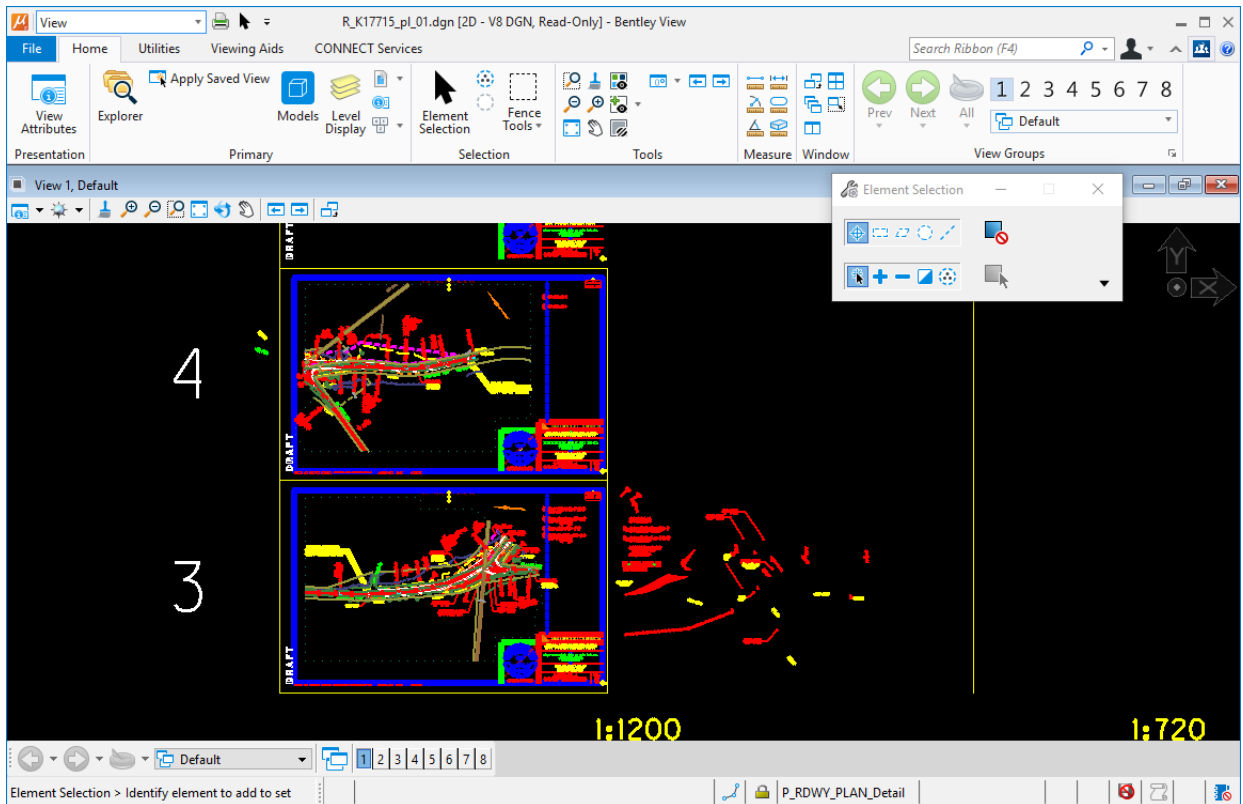 View
R_K17715_pl_01.dgn [2D - V8 DGN, Read-Only] - Bentley View
File Home Utilities Viewing Aids CONNECT Services Search Ribbon (F4)
View Attributes
Explorer
Apply Saved View
Models
Level Display
Element Selection
Fence Tools
Prev
Next
All
1 2 3 4 5 6 7 8
Default
Presentation Primary Selection Tools Measure Window View Groups
View 1, Default
Element Selection
Y
X
DRAFT
4
DRAFT
3
DRAFT
1:1200 1:720
Default 1 2 3 4 5 6 7 8
Element Selection > Identify element to add to set P_RDWY_PLAN_Detail